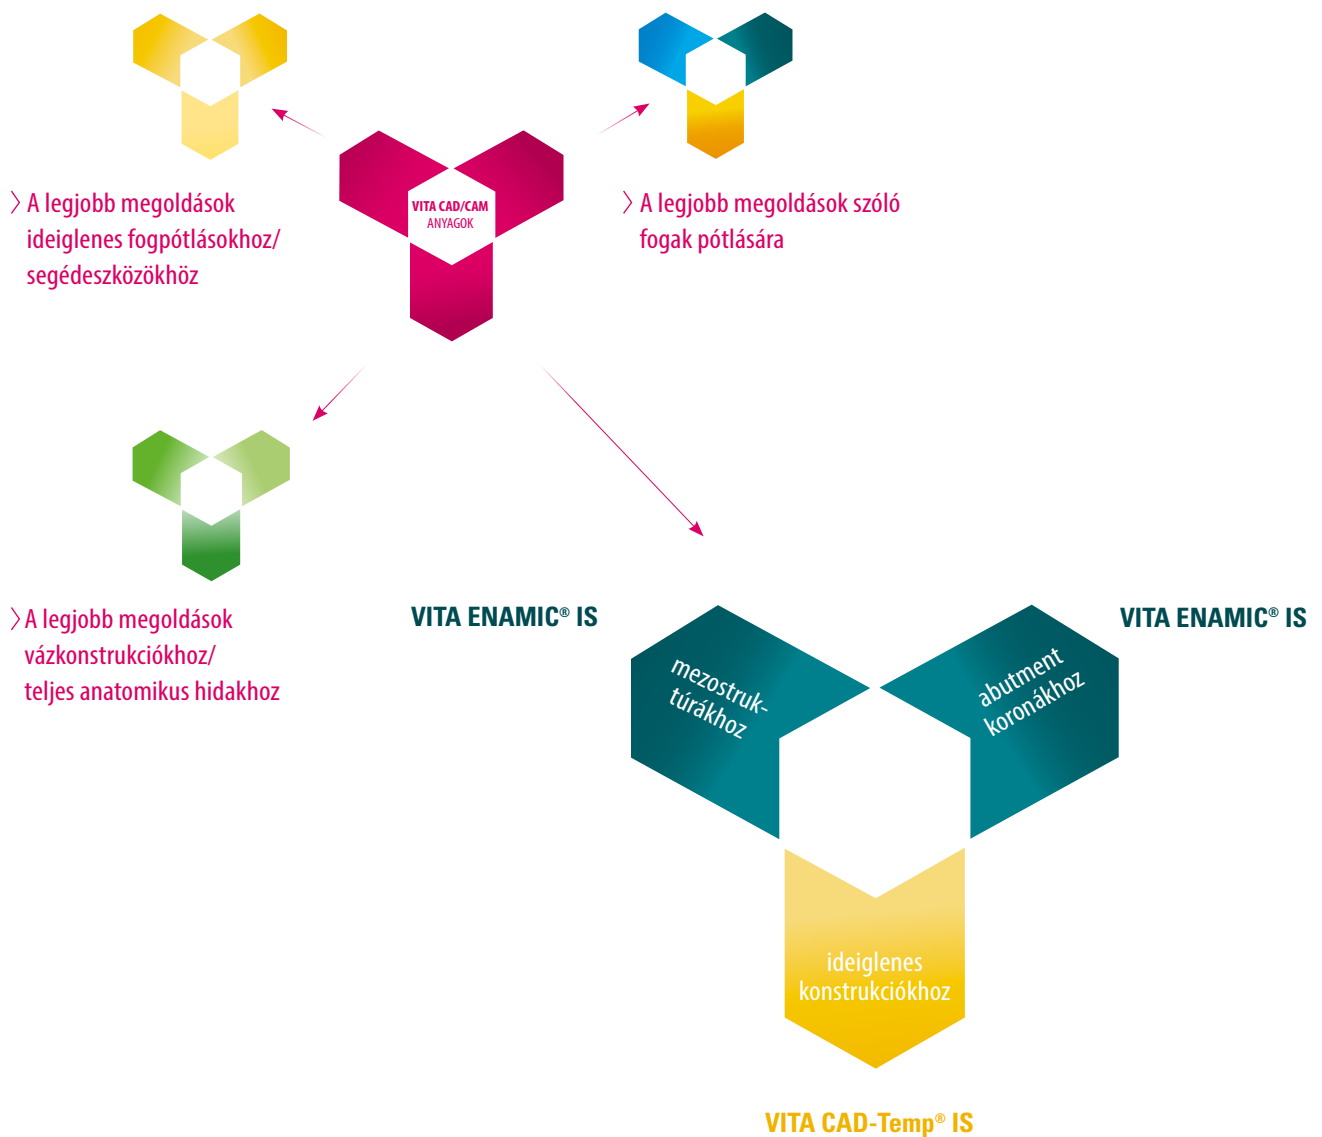 VITA CAD/CAM
ANYAGOK
〉A legjobb megoldások
ideiglenes fogpótlásokhoz/
segédeszközökhöz
〉A legjobb megoldások szóló
fogak pótlására
〉A legjobb megoldások
vázkonstrukciókhoz/
teljes anatomikus hidakhoz
VITA ENAMIC® IS
mezostruk-
túrákhoz
VITA ENAMIC® IS
abutment
koronákhoz
ideiglenes
konstrukciókhoz
VITA CAD-Temp® IS